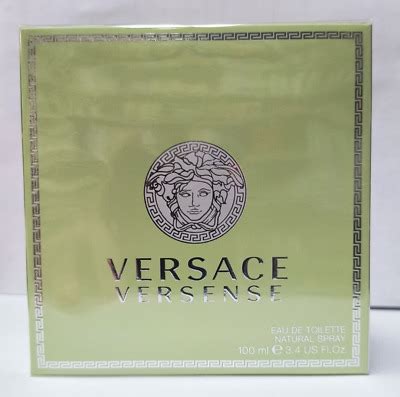 VERSACE
VERSENSE
EAU DE TOILETTE
NATURAL SPRAY
100 ml ℮ 3.4 US Fl.Oz